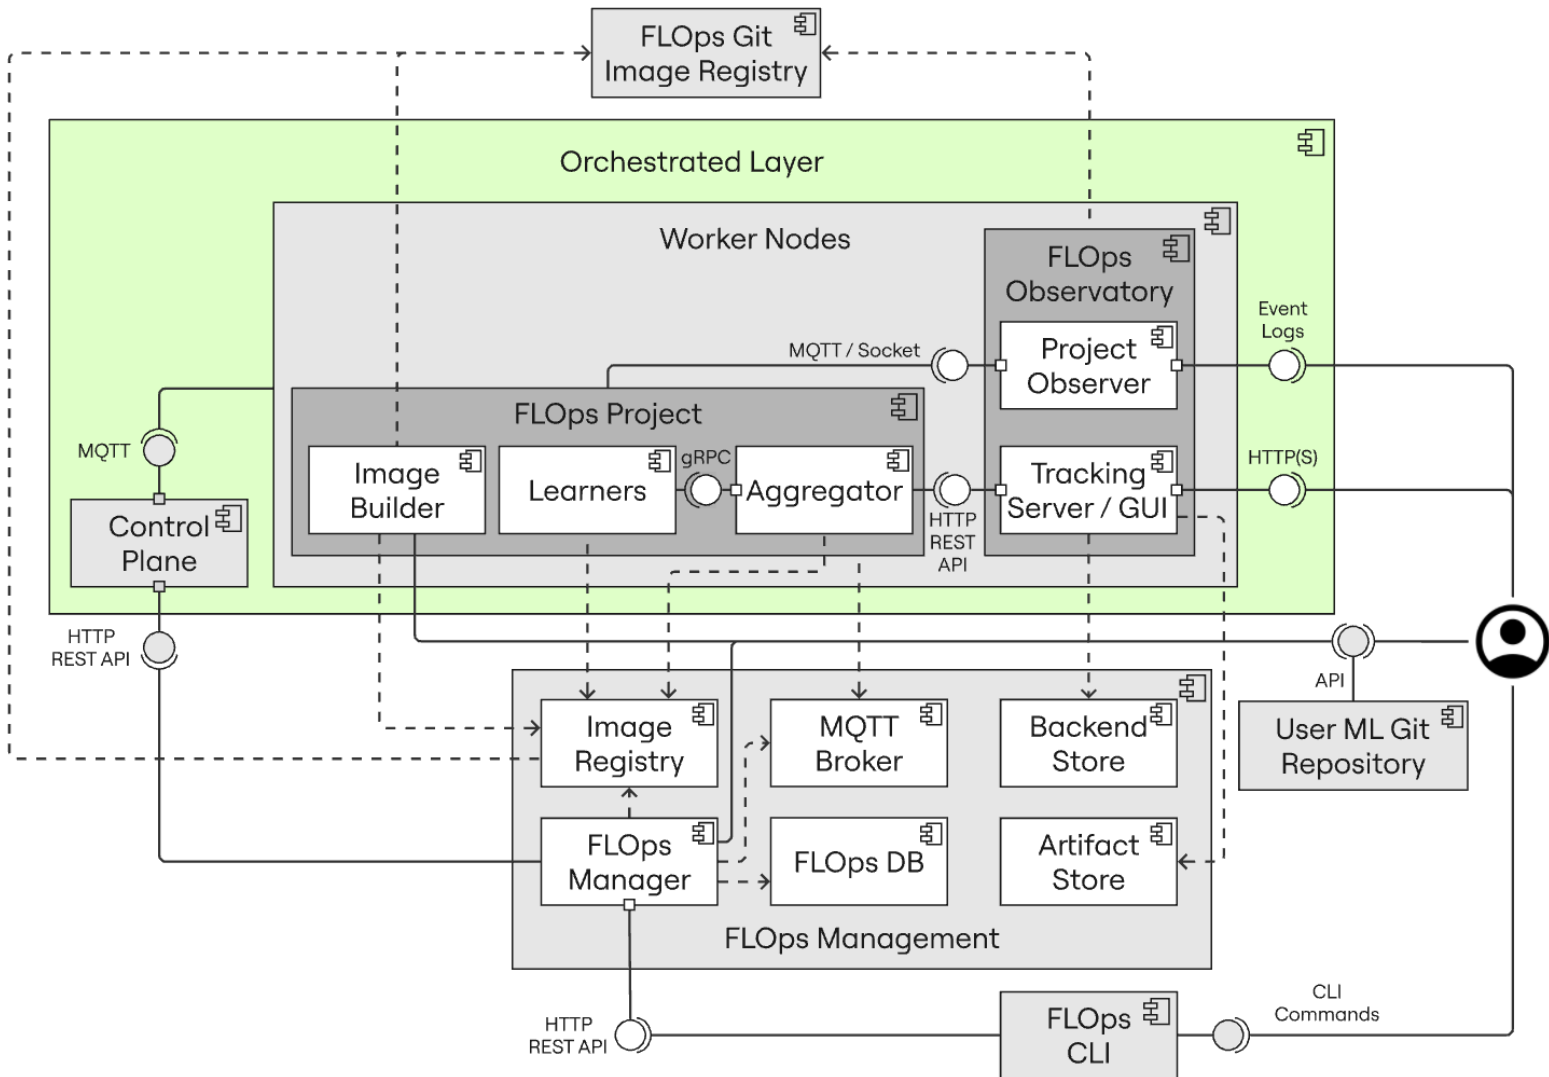 FLOps Git
Image Registry
Orchestrated Layer
Worker Nodes
FLOps
Observatory
Event
Logs
MQTT / Socket
Project
Observer
FLOps Project
MQTT
gRPC
HTTP(S)
Image
Builder
Learners
Aggregator
Tracking
Server / GUI
Control
Plane
HTTP
REST
API
HTTP
REST API
API
Image
Registry
MQTT
Broker
Backend
Store
User ML Git
Repository
FLOps
Manager
FLOps DB
Artifact
Store
FLOps Management
CLI
Commands
HTTP
REST API
FLOps
CLI